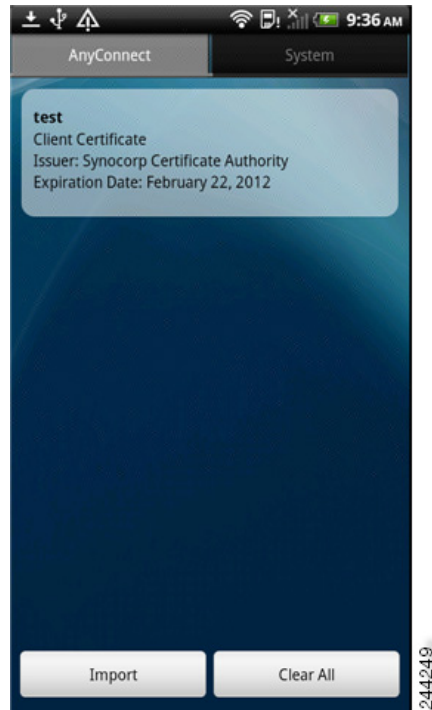 9:36 AM
AnyConnect
System
test
Client Certificate
Issuer: Synocorp Certificate Authority
Expiration Date: February 22, 2012
Import
Clear All
244249